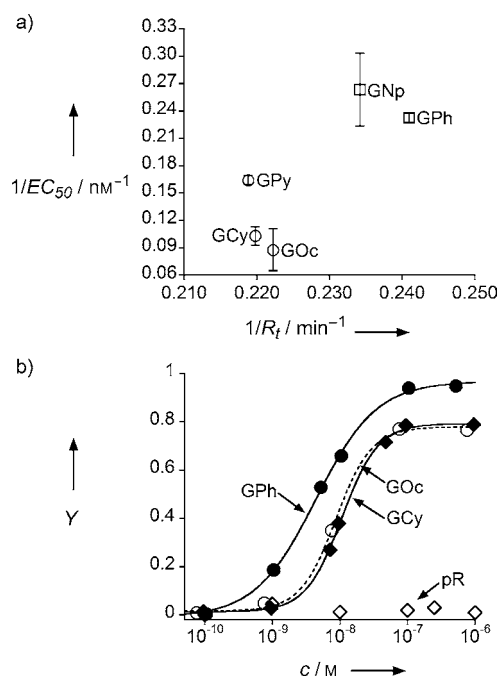 a)
0.33
0.30
0.27
0.24
0.21
0.18
0.15
0.12
0.09
0.06
1/EC50 / nM−1
GNp
GPh
GPy
GCy
GOc
0.210 0.220 0.230 0.240 0.250
1/Rt / min−1
b)
1
0.8
0.6
0.4
0.2
0
Y
GPh
GOc
GCy
pR
10−10 10−9 10−8 10−7 10−6
c / M